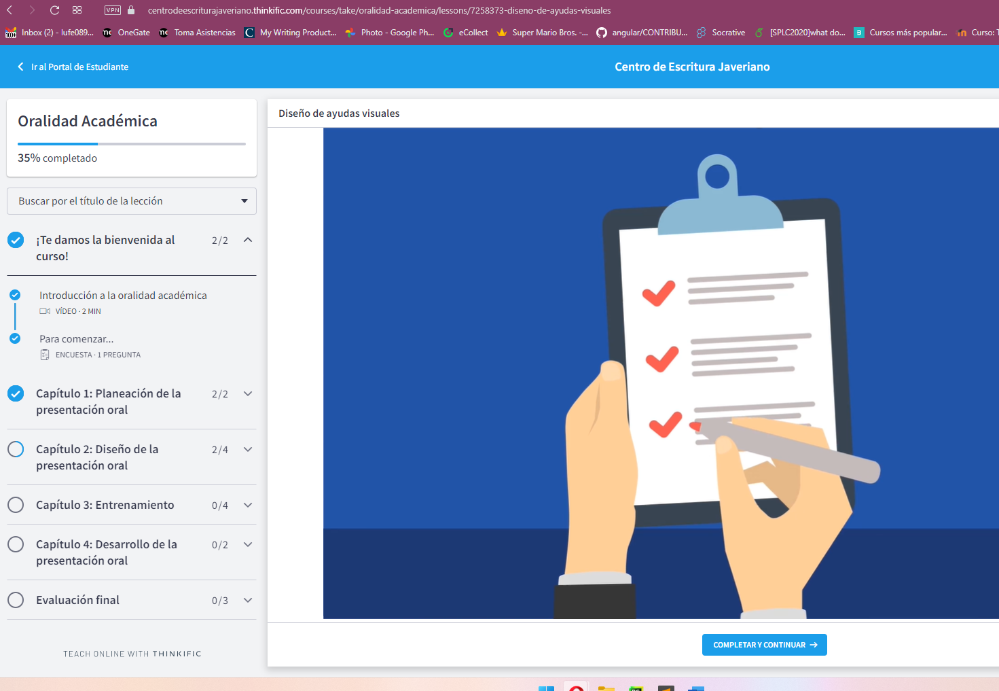 VPN
centrodeescriturajaveriano.thinkific.com/courses/take/oralidad-academica/lessons/7258373-diseno-de-ayudas-visuales
100+ Inbox (2) - lufe089... OneGate Toma Asistencias My Writing Product... Photo - Google Ph... eCollect Super Mario Bros. -... angular/CONTRIBU... Socrative [SPLC2020]what do... Cursos más popular... Curso: T
Ir al Portal de Estudiante
Centro de Escritura Javeriano
Oralidad Académica
35% completado
Buscar por el título de la lección
¡Te damos la bienvenida al
curso!
2/2
Introducción a la oralidad académica
VÍDEO · 2 MIN
Para comenzar...
ENCUESTA · 1 PREGUNTA
Capítulo 1: Planeación de la
presentación oral
2/2
Capítulo 2: Diseño de la
presentación oral
2/4
Capítulo 3: Entrenamiento
0/4
Capítulo 4: Desarrollo de la
presentación oral
0/2
Evaluación final
0/3
TEACH ONLINE WITH THINKIFIC
Diseño de ayudas visuales
COMPLETAR Y CONTINUAR →